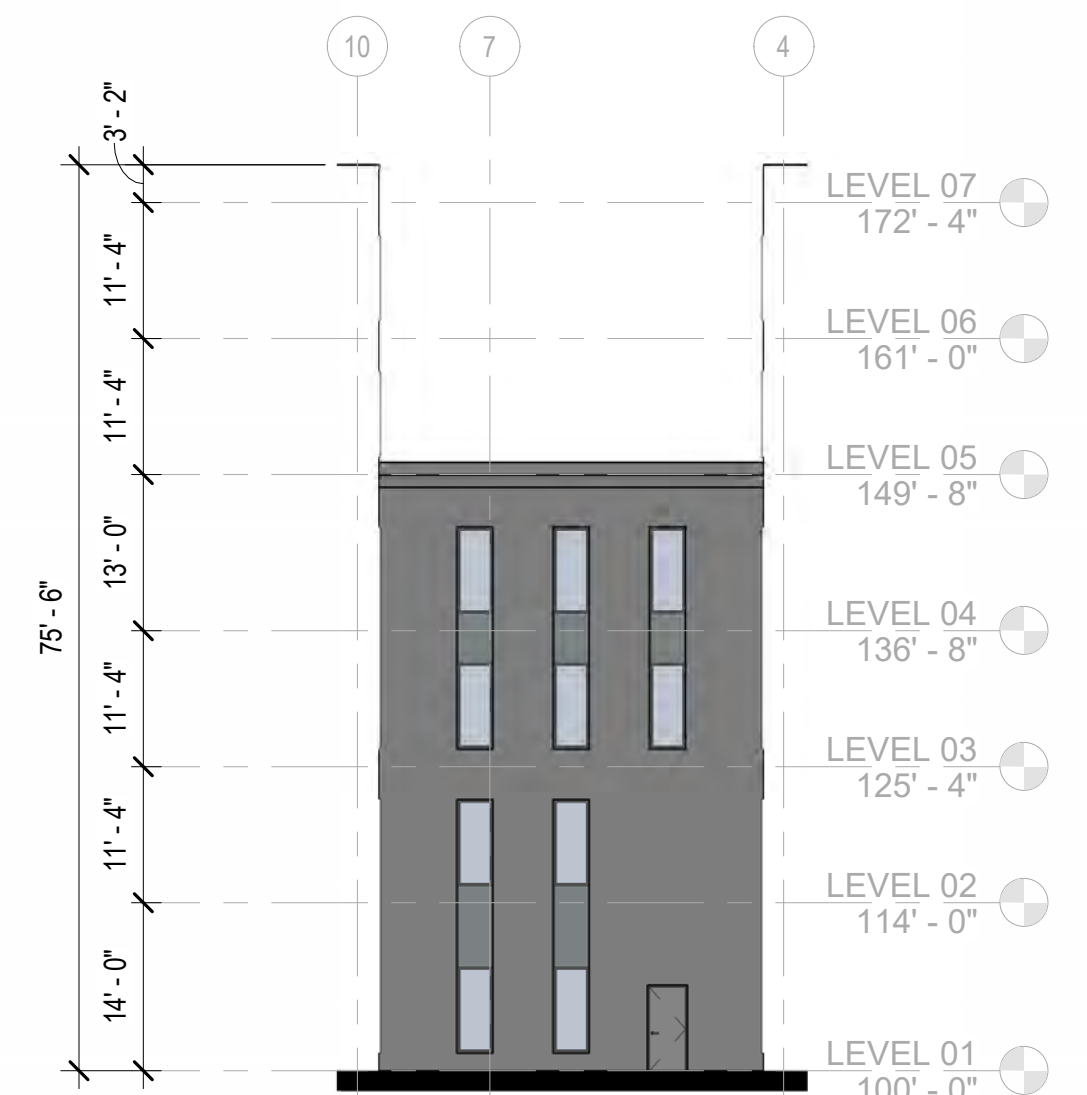 10
7
4
3' - 2"
LEVEL 07
172' - 4"
11' - 4"
LEVEL 06
161' - 0"
11' - 4"
LEVEL 05
149' - 8"
13' - 0"
75' - 6"
LEVEL 04
136' - 8"
11' - 4"
LEVEL 03
125' - 4"
11' - 4"
LEVEL 02
114' - 0"
14' - 0"
LEVEL 01
100' - 0"